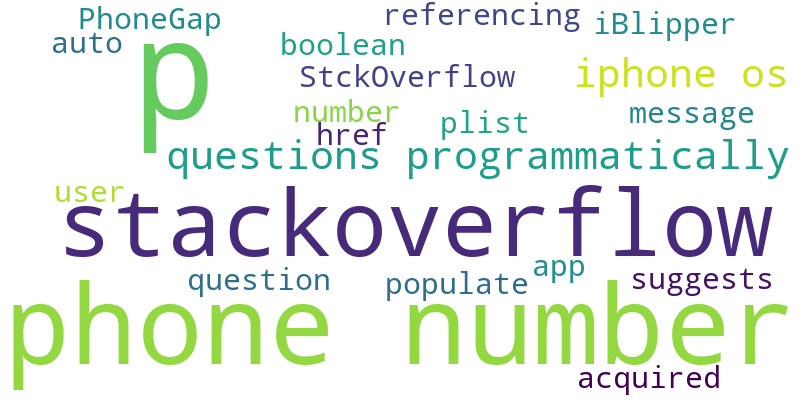 PhoneGap referencing iBlipper
auto p boolean
StckOverflow iphone os
number plist message
href
questions programmatically
user
stackoverflow
question populate app suggests
phone number
acquired